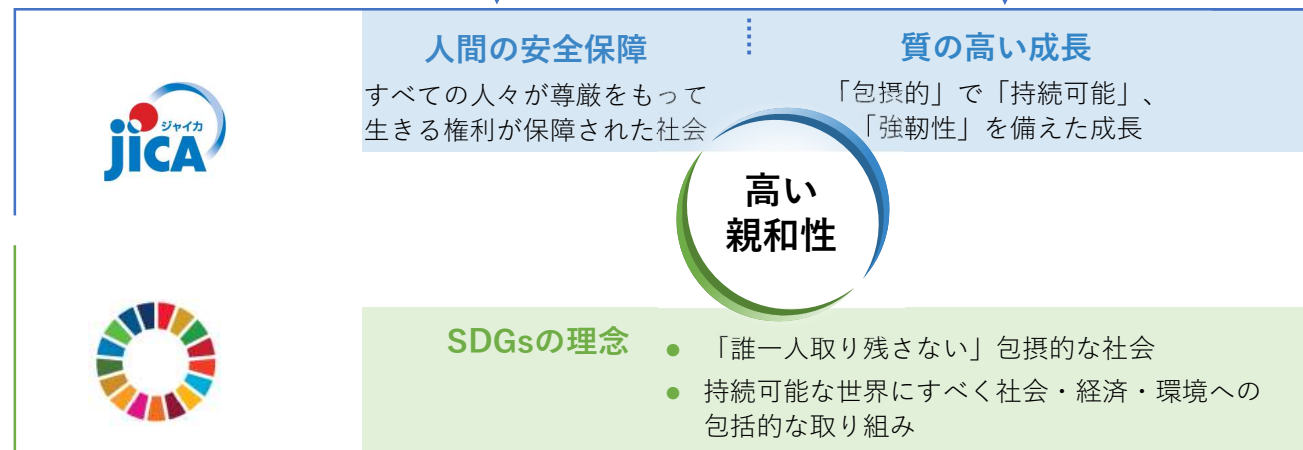 人間の安全保障
すべての人々が尊厳をもって
生きる権利が保障された社会
質の高い成長
「包摂的」で「持続可能」、
「強靭性」を備えた成長
ジャイカ
jICA
高い
親和性
SDGsの理念
● 「誰一人取り残さない」包摂的な社会
● 持続可能な世界にすべく社会・経済・環境への
包括的な取り組み